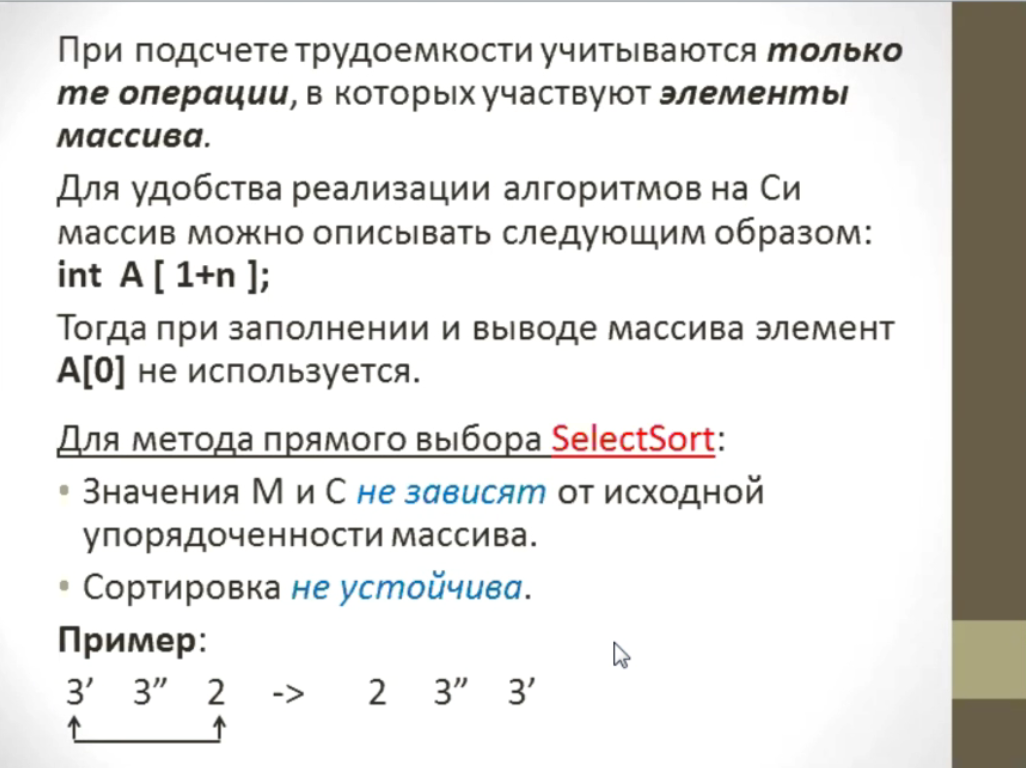 При подсчете трудоемкости учитываются только
те операции, в которых участвуют элементы
массива.
Для удобства реализации алгоритмов на Си
массив можно описывать следующим образом:
int A [ 1+n ];
Тогда при заполнении и выводе массива элемент
A[0] не используется.
Для метода прямого выбора SelectSort:
• Значения М и С не зависят от исходной
упорядоченности массива.
• Сортировка не устойчива.
Пример:
3′ 3″ 2 -> 2 3″ 3′